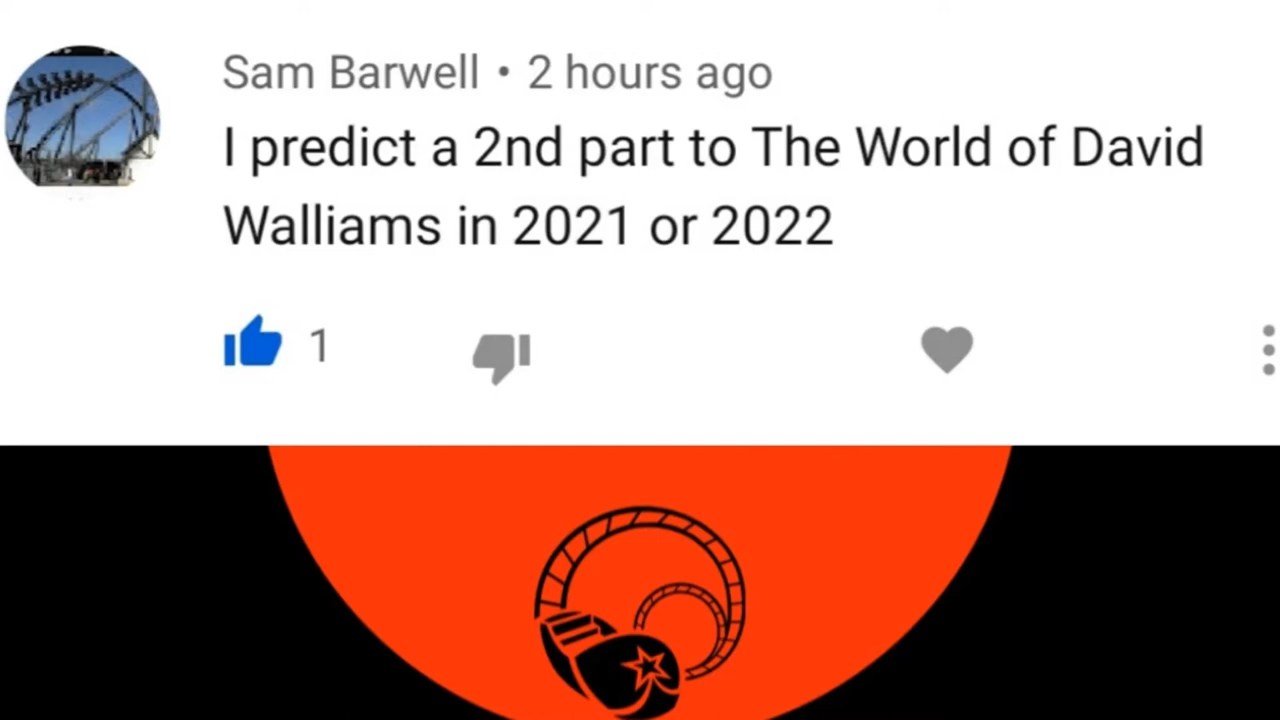 Sam Barwell • 2 hours ago
I predict a 2nd part to The World of David
Walliams in 2021 or 2022
1